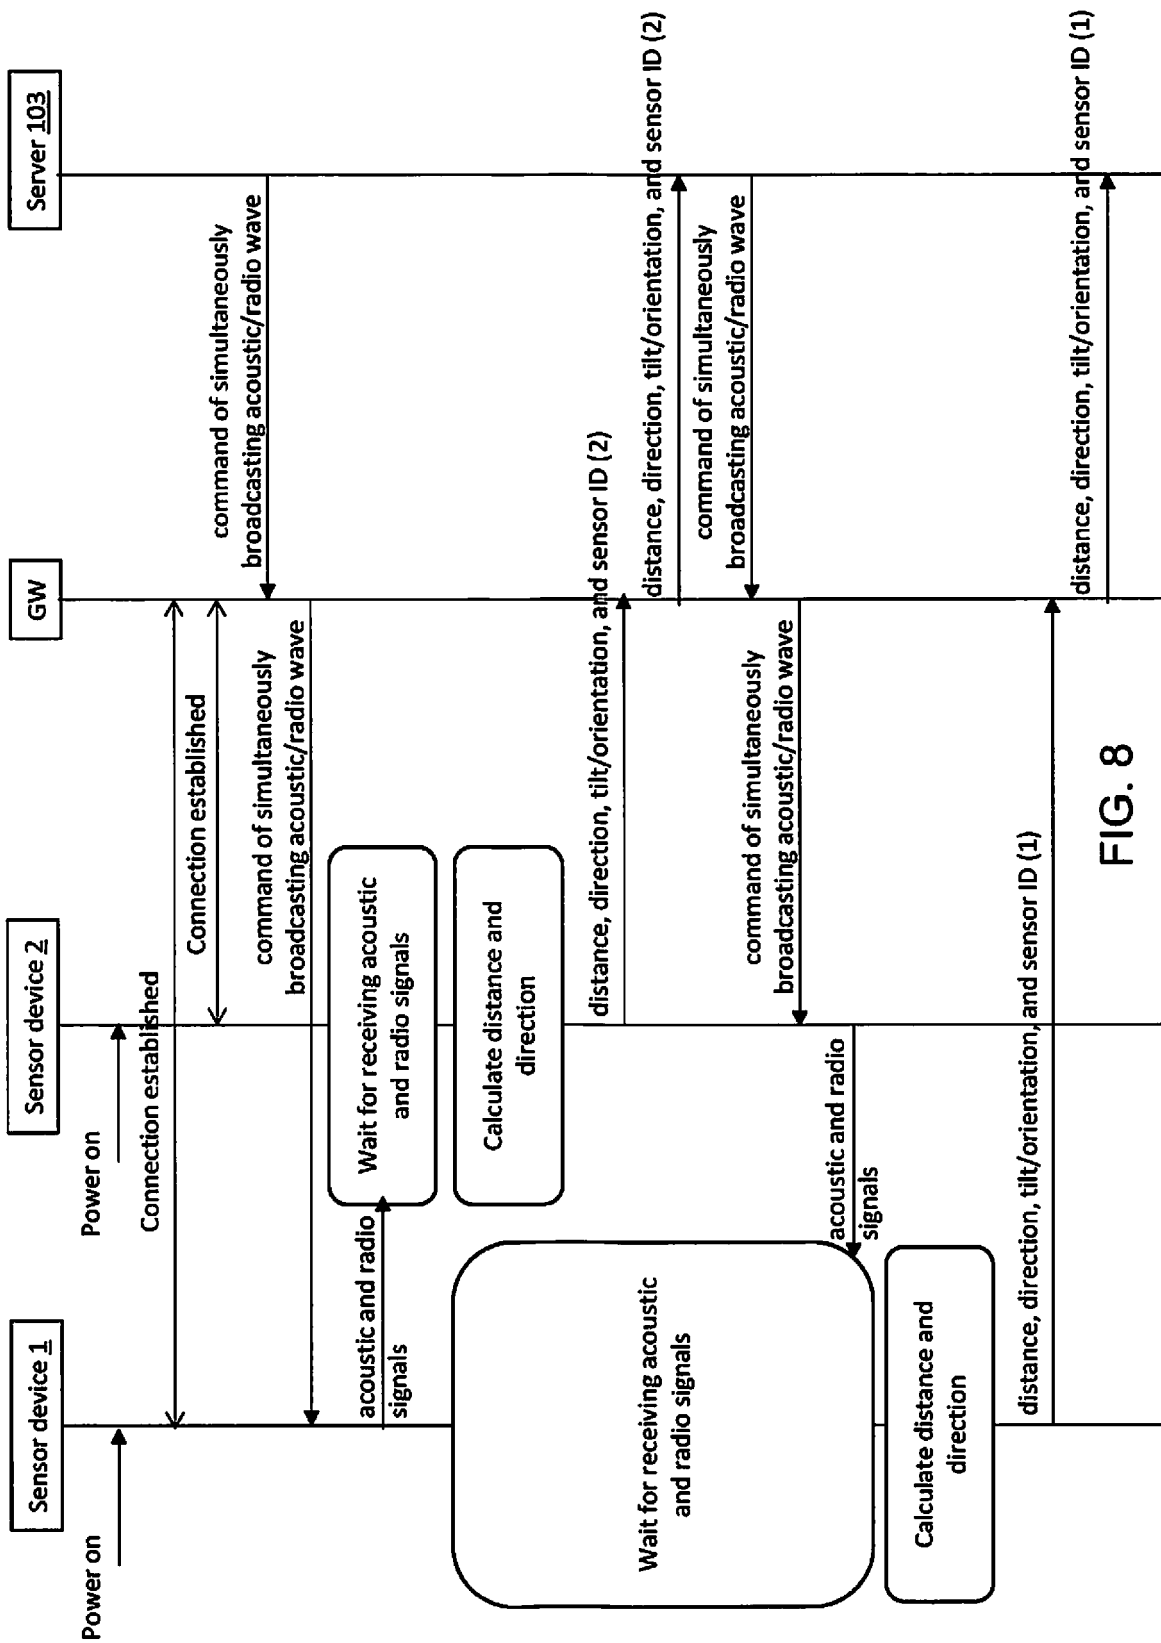 Sensor device 1
Sensor device 2
GW
Server 103
Power on
Power on
Connection established
Connection established
command of simultaneously
broadcasting acoustic/radio wave
command of simultaneously
broadcasting acoustic/radio wave
acoustic and radio
signals
Wait for receiving acoustic
and radio signals
Calculate distance and
direction
distance, direction, tilt/orientation, and sensor ID (2)
distance, direction, tilt/orientation, and sensor ID (2)
Wait for receiving acoustic
and radio signals
command of simultaneously
broadcasting acoustic/radio wave
command of simultaneously
broadcasting acoustic/radio wave
acoustic and radio
signals
Calculate distance and
direction
distance, direction, tilt/orientation, and sensor ID (1)
distance, direction, tilt/orientation, and sensor ID (1)
FIG. 8